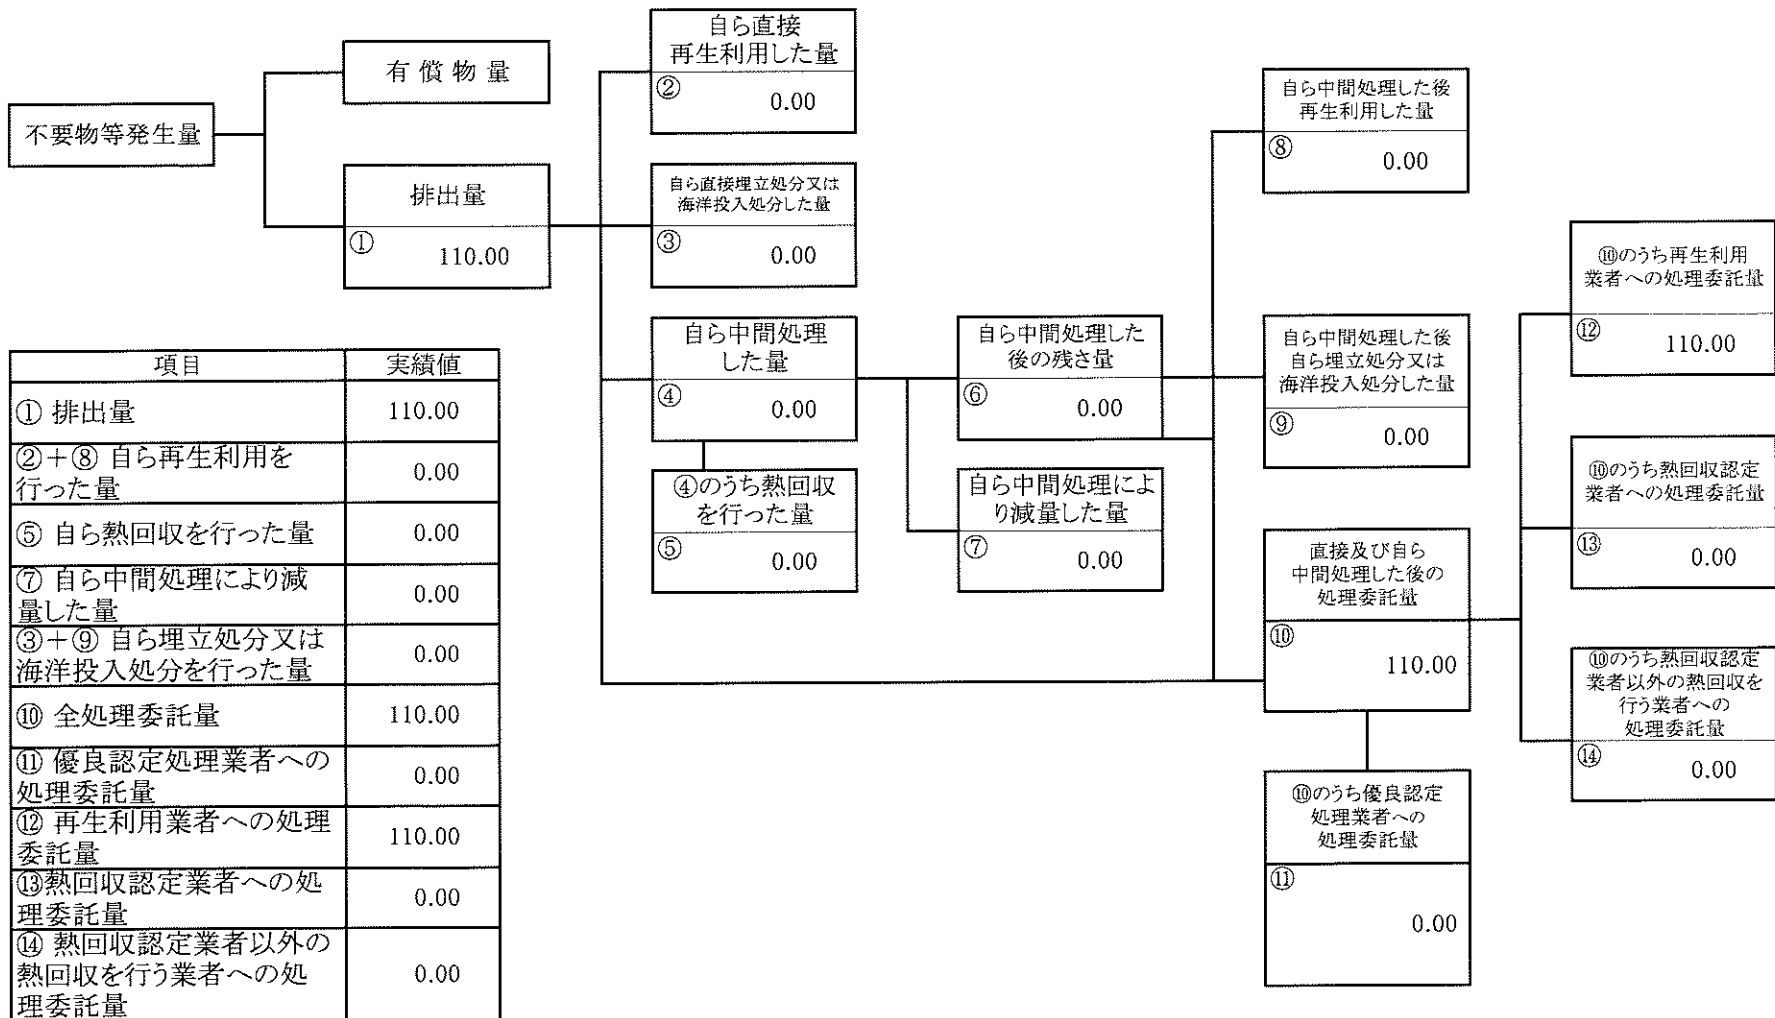 不要物等発生量
有償物量
排出量
①
110.00
自ら直接
再生利用した量
②
0.00
自ら直接埋立処分又は
海洋投入処分した量
③
0.00
自ら中間処理
した量
④
0.00
④のうち熱回収
を行った量
⑤
0.00
自ら中間処理した
後の残さ量
⑥
0.00
自ら中間処理によ
り減量した量
⑦
0.00
自ら中間処理した後
再生利用した量
⑧
0.00
自ら中間処理した後
自ら埋立処分又は
海洋投入処分した量
⑨
0.00
直接及び自ら
中間処理した後の
処理委託量
⑩
110.00
⑩のうち優良認定
処理業者への
処理委託量
⑪
0.00
⑩のうち再生利用
業者への処理委託量
⑫
110.00
⑩のうち熱回収認定
業者への処理委託量
⑬
0.00
⑩のうち熱回収認定
業者以外の熱回収を
行う業者への
処理委託量
⑭
0.00
項目 実績値
① 排出量 110.00
②+⑧ 自ら再生利用を
行った量 0.00
⑤ 自ら熱回収を行った量 0.00
⑦ 自ら中間処理により減
量した量 0.00
③+⑨ 自ら埋立処分又は
海洋投入処分を行った量 0.00
⑩ 全処理委託量 110.00
⑪ 優良認定処理業者への
処理委託量 0.00
⑫ 再生利用業者への処理
委託量 110.00
⑬熱回収認定業者への処
理委託量 0.00
⑭ 熱回収認定業者以外の
熱回収を行う業者への処
理委託量 0.00